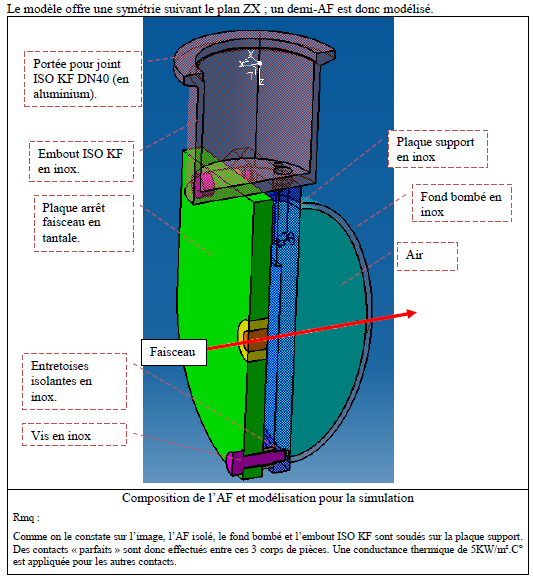 Le modèle offre une symétrie suivant le plan ZX ; un demi-AF est donc modélisé.
Portée pour joint
ISO KF DN40 (en
aluminium).
Embout ISO KF
en inox.
Plaque arrêt
faisceau en
tantale.
Plaque support
en inox
Fond bombé en
inox
Air
Faisceau
Entretoises
isolantes en
inox.
Vis en inox
Composition de l'AF et modélisation pour la simulation
Rmq :
Comme on le constate sur l'image, l'AF isolé, le fond bombé et l'embout ISO KF sont soudés sur la plaque support.
Des contacts « parfaits » sont donc effectués entre ces 3 corps de pièces. Une conductance thermique de 5KW/m².C°
est appliquée pour les autres contacts.